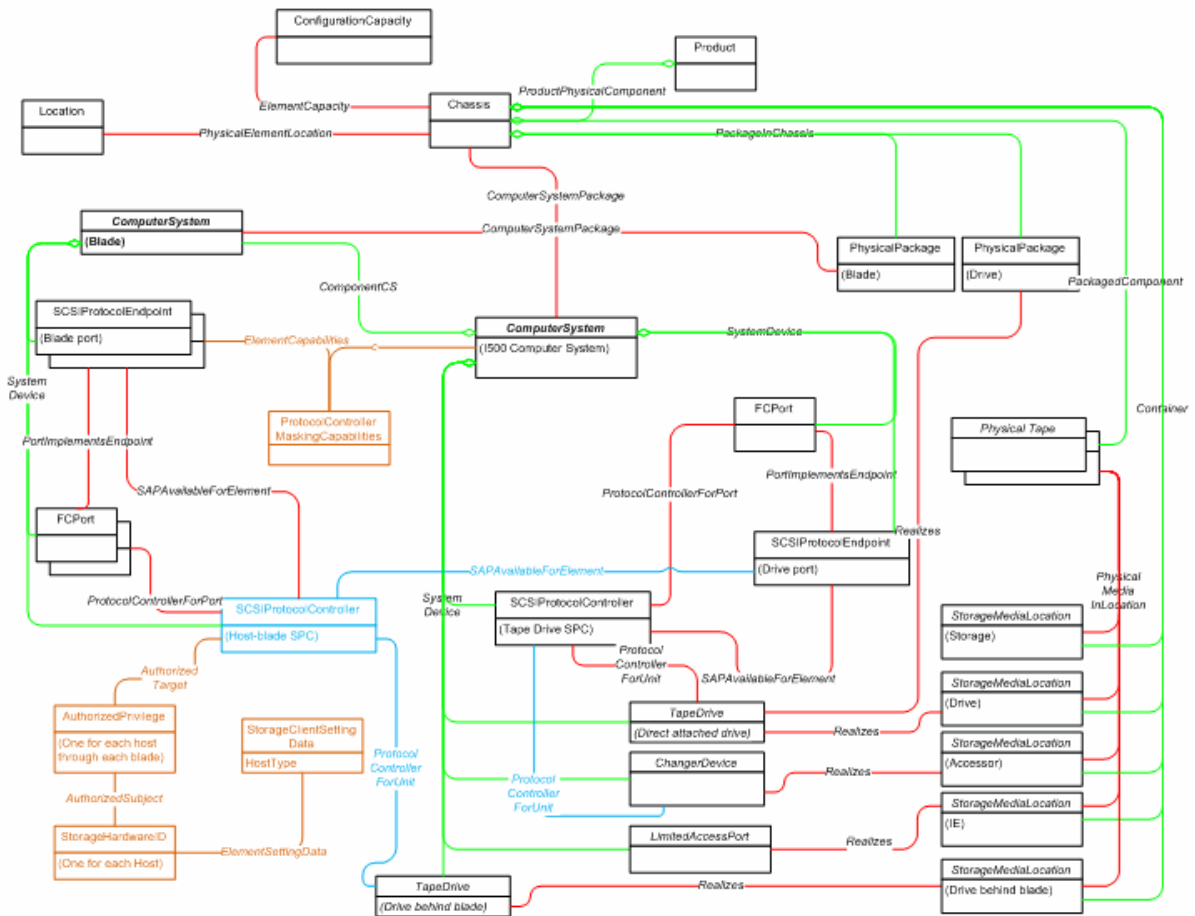 ConfigurationCapacity
Product
ElementCapacity
ProductPhysicalComponent
Location
Chassis
PhysicalElementLocation
PackageInChassis
ComputerSystemPackage
ComputerSystem
(Blade)
ComputerSystemPackage
PhysicalPackage
(Blade)
PhysicalPackage
(Drive)
ComponentCS
PackagedComponent
SCSIProtocolEndpoint
(Blade port)
ElementCapabilities
ComputerSystem
(I500 Computer System)
SystemDevice
System
Device
ProtocolController
MaskingCapabilities
FCPort
Container
Physical Tape
PortImplementsEndpoint
PortImplementsEndpoint
SAPAvailableForElement
ProtocolControllerForPort
FCPort
Realizes
SCSIProtocolEndpoint
(Drive port)
SAPAvailableForElement
ProtocolControllerForPort
System
Device
Physical
Media
InLocation
SCSIProtocolController
(Host-blade SPC)
SCSIProtocolController
(Tape Drive SPC)
StorageMediaLocation
(Storage)
Protocol
Controller
ForUnit
SAPAvailableForElement
Authorized
Target
StorageMediaLocation
(Drive)
AuthorizedPrivilege
(One for each host
through each blade)
StorageClientSetting
Data
HostType
TapeDrive
(Direct attached drive)
Realizes
Protocol
Controller
ForUnit
StorageMediaLocation
(Accessor)
ChangerDevice
Realizes
Protocol
Controller
ForUnit
AuthorizedSubject
StorageMediaLocation
(IE)
StorageHardwareID
(One for each Host)
ElementSettingData
LimitedAccessPort
Realizes
StorageMediaLocation
(Drive behind blade)
TapeDrive
(Drive behind blade)
Realizes